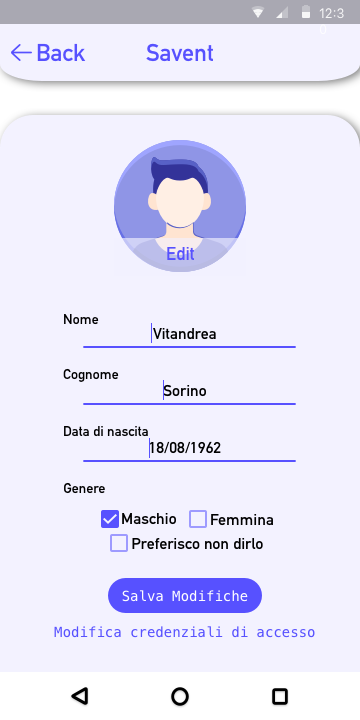 12:3
0
Back Savent
Edit
Nome
Vitandrea
Cognome
Sorino
Data di nascita
18/08/1962
Genere
Maschio Femmina
Preferisco non dirlo
Salva Modifiche
Modifica credenziali di accesso